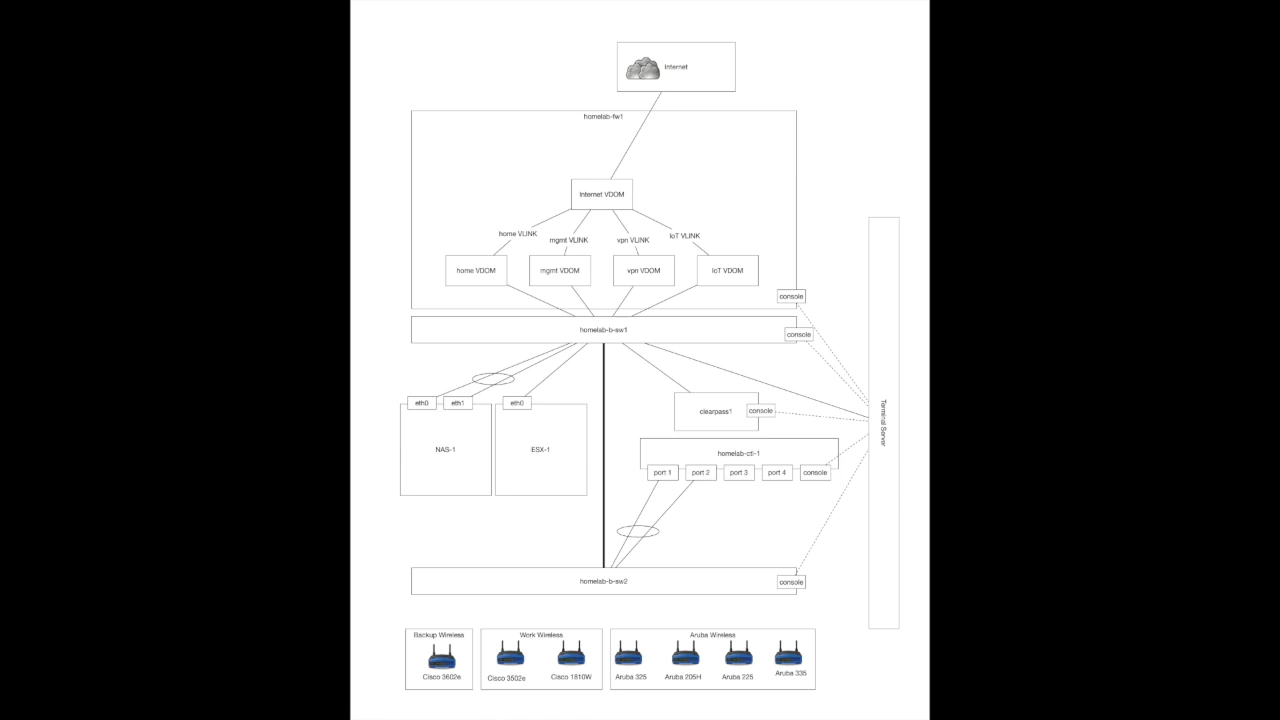 Internet
homelab-fw1
Internet VDOM
home VLINK
mgmt VLINK
vpn VLINK
IoT VLINK
home VDOM
mgmt VDOM
vpn VDOM
IoT VDOM
console
homelab-b-sw1
console
eth0
eth1
eth0
NAS-1
ESX-1
clearpass1
console
homelab-ctl-1
port 1
port 2
port 3
port 4
console
Terminal Server
homelab-b-sw2
console
Backup Wireless
Cisco 3602e
Work Wireless
Cisco 3502e
Cisco 1810W
Aruba Wireless
Aruba 325
Aruba 205H
Aruba 225
Aruba 335